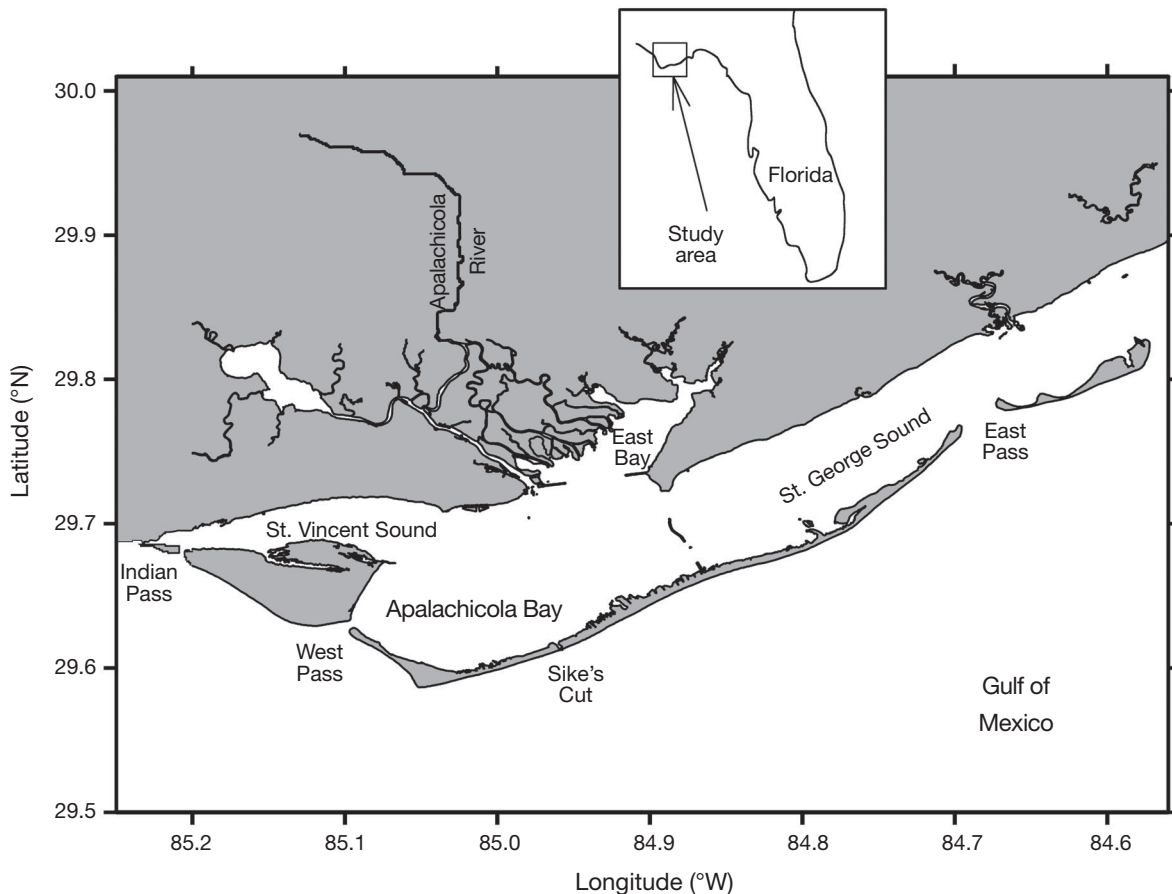 30.0
29.9
29.8
29.7
29.6
29.5
Latitude (°N)
Florida
Study
area
Apalachicola
River
East
Bay
St. George Sound
East
Pass
St. Vincent Sound
Indian
Pass
Apalachicola Bay
West
Pass
Sike's
Cut
Gulf of
Mexico
85.2
85.1
85.0
84.9
84.8
84.7
84.6
Longitude (°W)